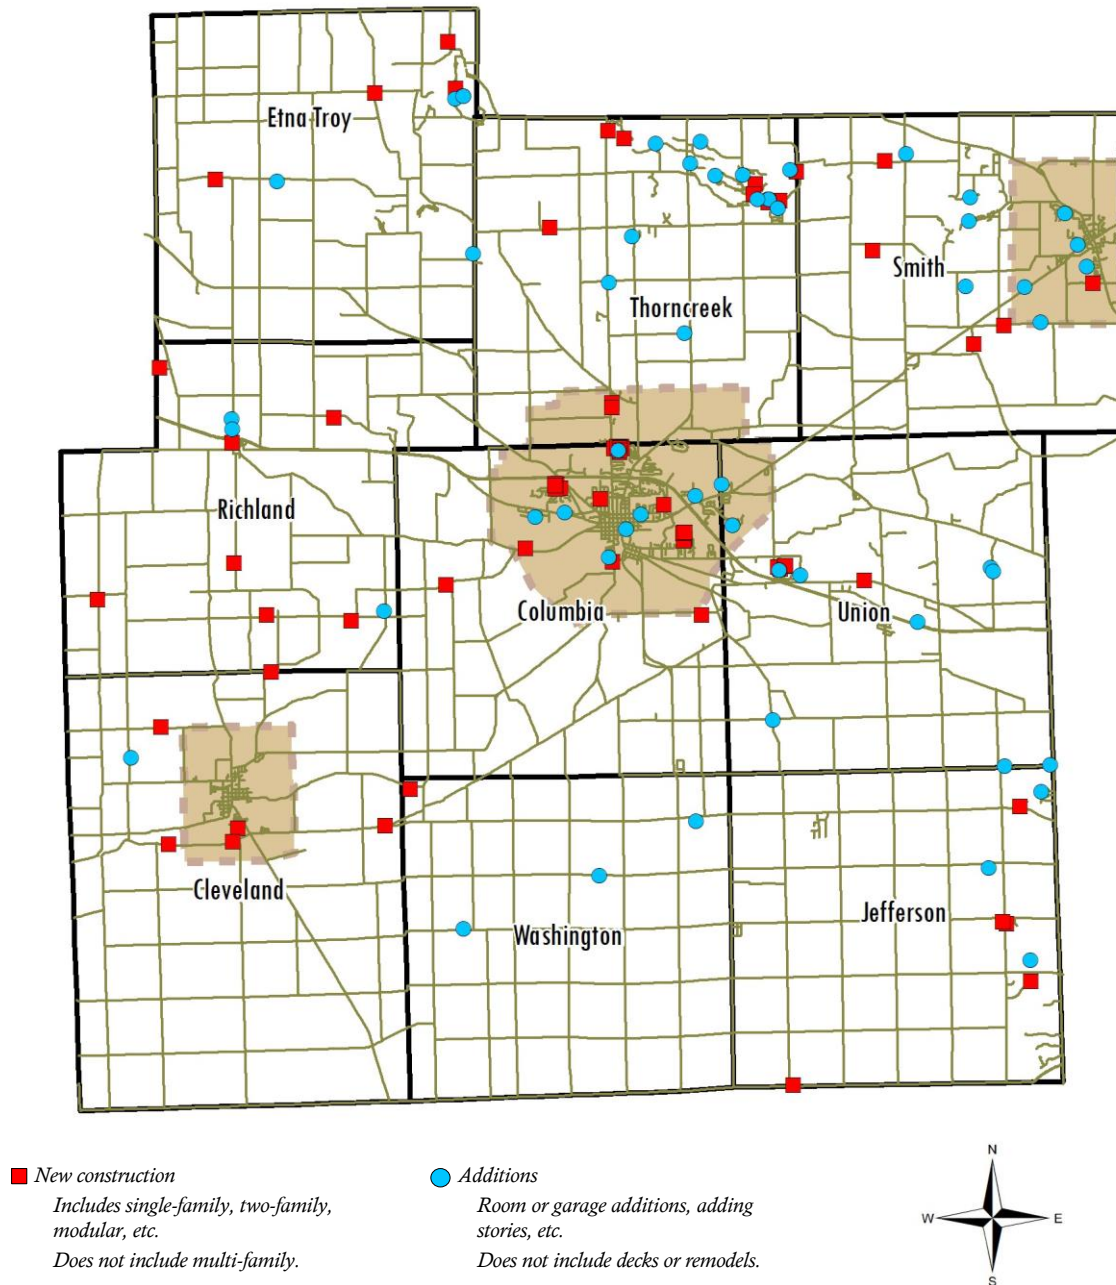 Etna Troy
Smith
Thorncreek
Richland
Columbia
Union
Cleveland
Jefferson
Washington
New construction
Includes single-family, two-family,
modular, etc.
Does not include multi-family.
Additions
Room or garage additions, adding
stories, etc.
Does not include decks or remodels.
N
W
E
S